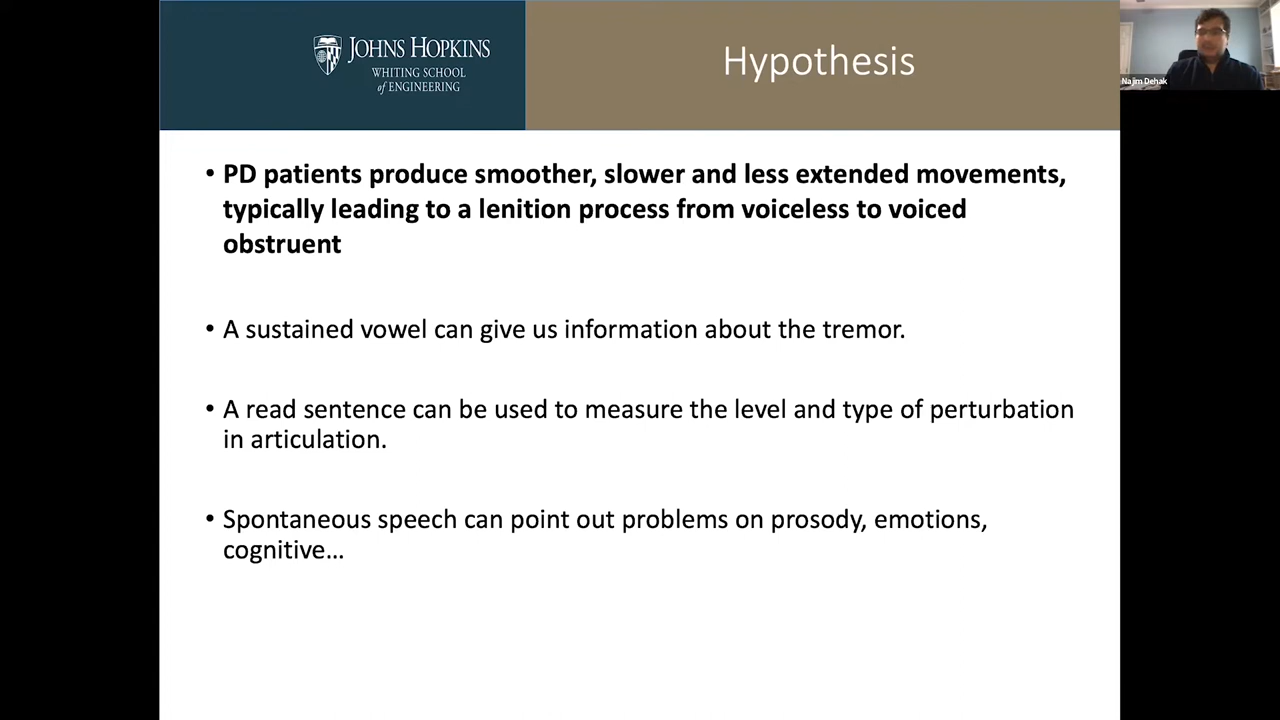 JOHNS HOPKINS
WHITING SCHOOL
of ENGINEERING
Hypothesis
Najim Dehak
• PD patients produce smoother, slower and less extended movements,
typically leading to a lenition process from voiceless to voiced
obstruent
• A sustained vowel can give us information about the tremor.
• A read sentence can be used to measure the level and type of perturbation
in articulation.
• Spontaneous speech can point out problems on prosody, emotions,
cognitive…